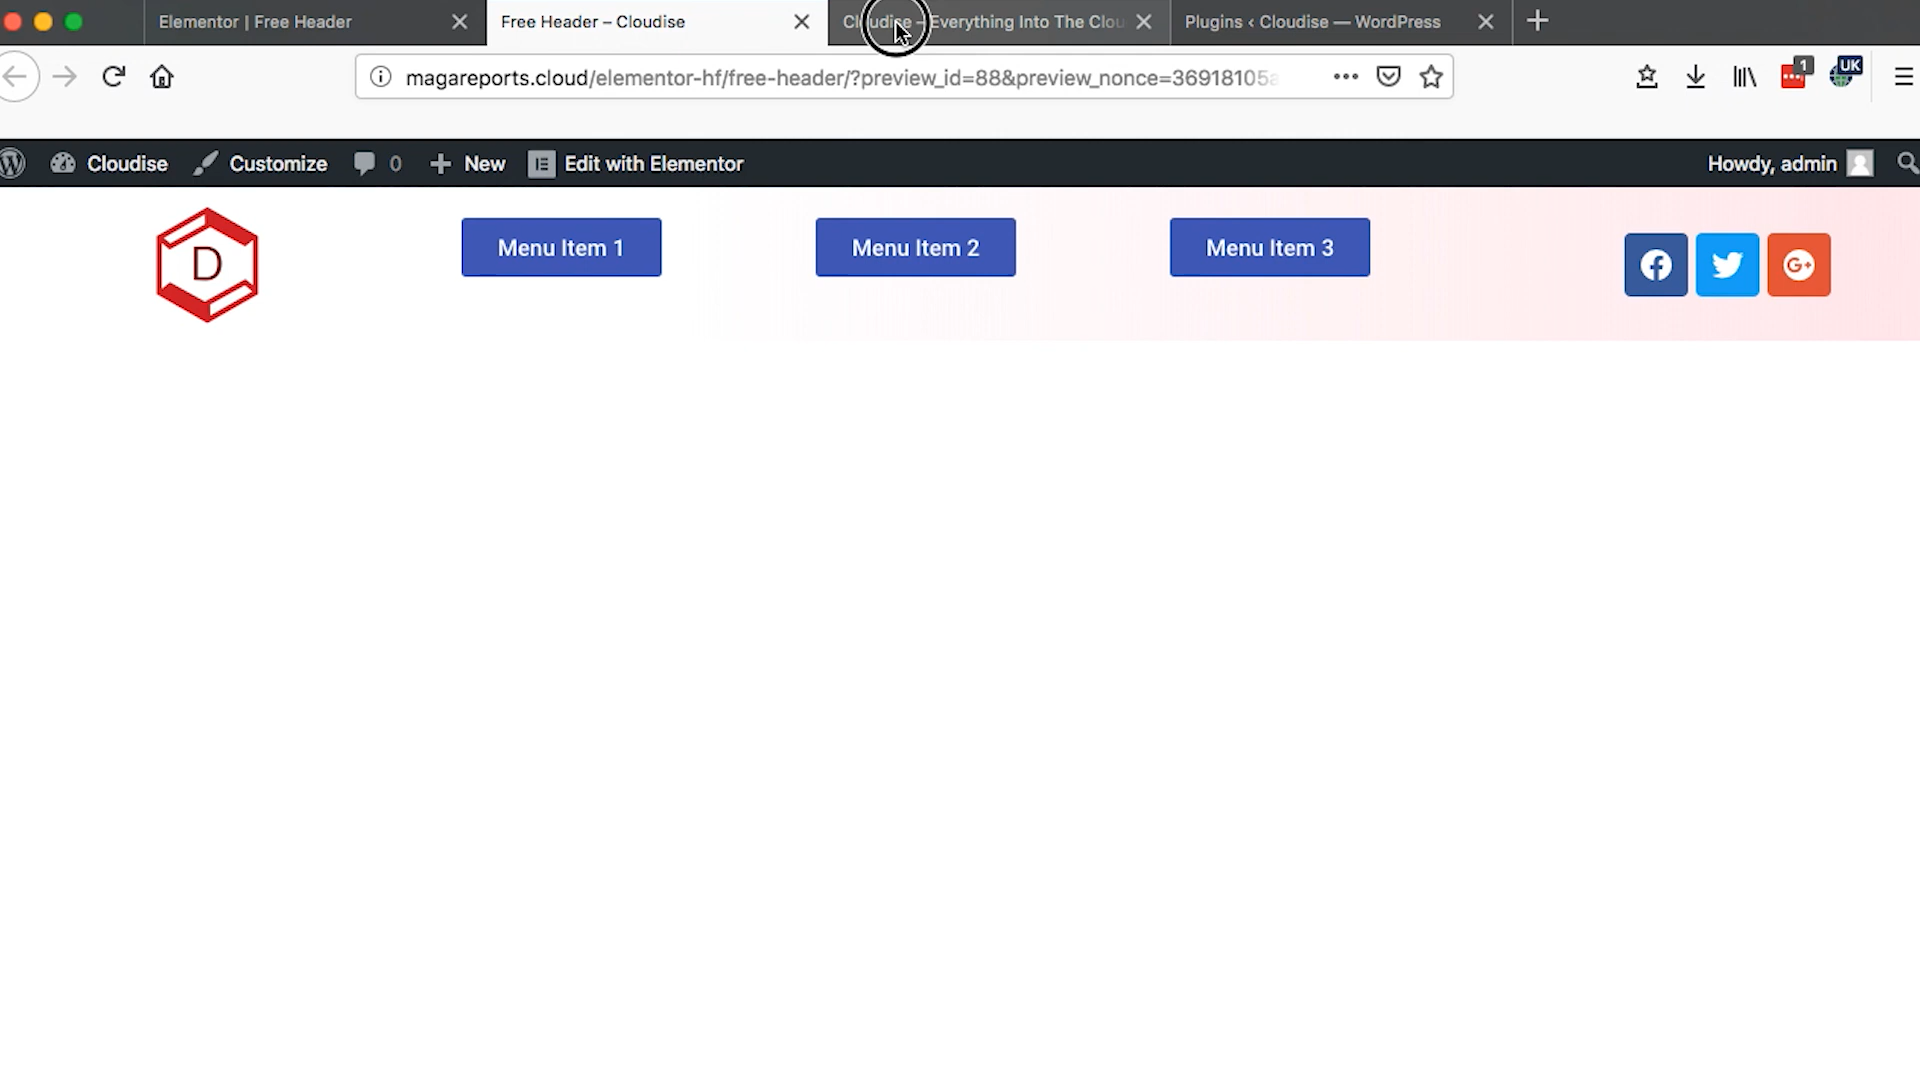 Elementor | Free Header
Free Header – Cloudise
Cloudise – Everything Into The Clou
Plugins ‹ Cloudise — WordPress
magareports.cloud/elementor-hf/free-header/?preview_id=88&preview_nonce=36918105a
1
UK
Cloudise
Customize
0
New
Edit with Elementor
Howdy, admin
D
Menu Item 1
Menu Item 2
Menu Item 3
G+